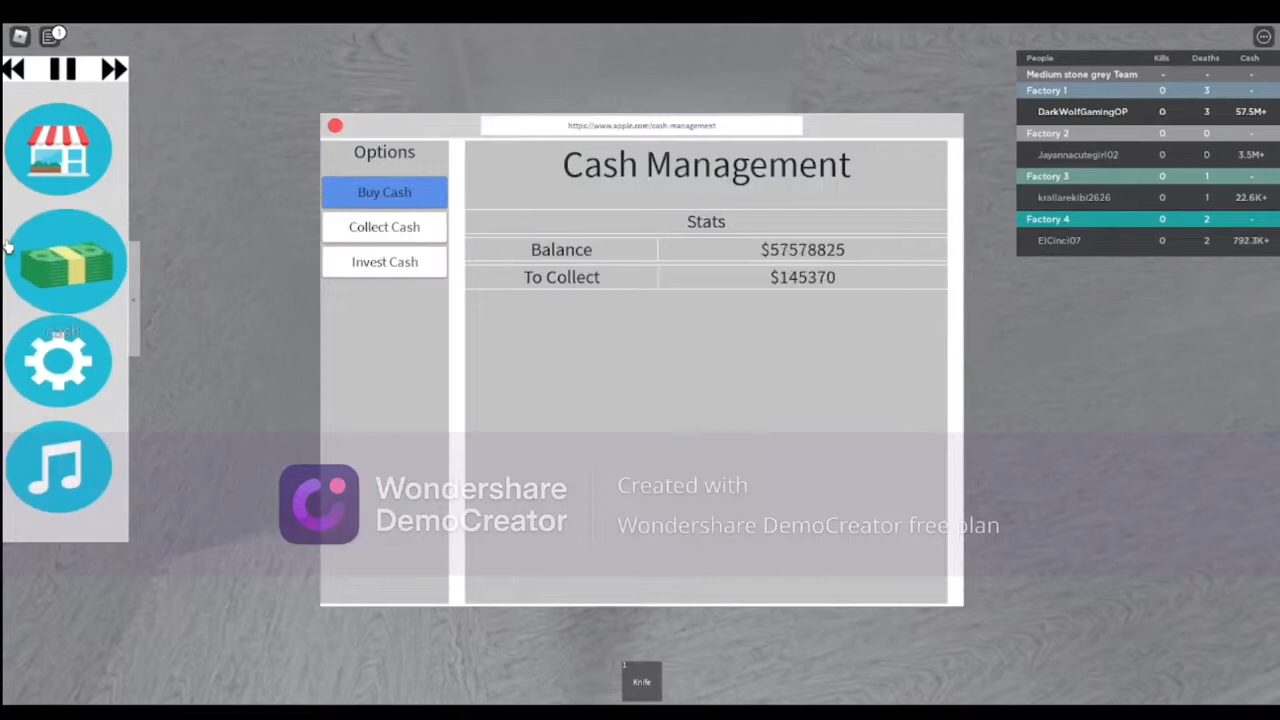 1
People Kills Deaths Cash
Medium stone grey Team - - -
Factory 1 0 3 -
DarkWolfGamingOP 0 3 57.5M+
Factory 2 0 0 -
Jayannacutegirl02 0 0 3.5M+
Factory 3 0 1 -
krallarekibi2626 0 1 22.6K+
Factory 4 0 2 -
ElCinci07 0 2 792.3K+
https://www.apple.com/cash-management
Options
Buy Cash
Collect Cash
Invest Cash
Cash Management
Stats
Balance $57578825
To Collect $145370
cash
Wondershare
DemoCreator
Created with
Wondershare DemoCreator free plan
1
Knife